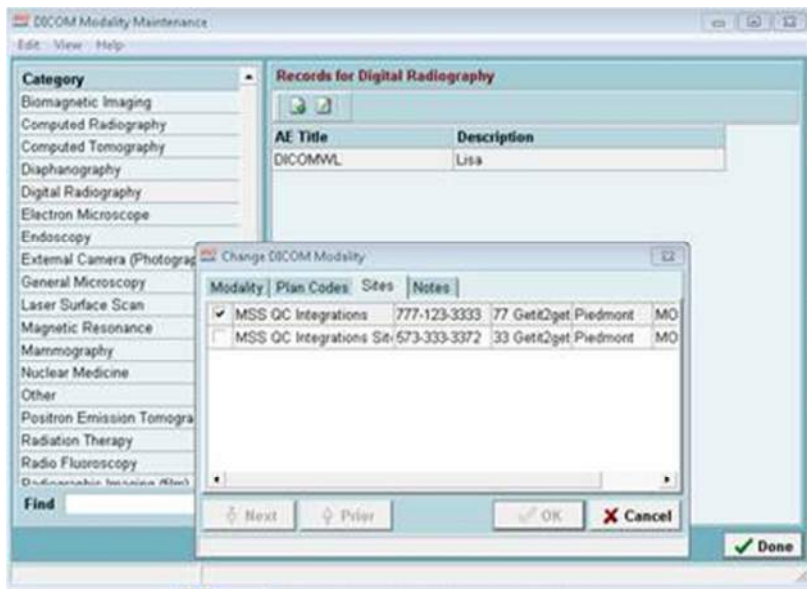 DICOM Modality Maintenance
Edit View Help
Category
Biomagnetic Imaging
Computed Radiography
Computed Tomography
Diaphanography
Digital Radiography
Electron Microscope
Endoscopy
External Camera (Photograp
General Microscopy
Laser Surface Scan
Magnetic Resonance
Mammography
Nuclear Medicine
Other
Positron Emission Tomogra
Radiation Therapy
Radio Fluoroscopy
Radiographic Imaging (film)
Find
Records for Digital Radiography
AE Title Description
DICOMWL Lisa
Change DICOM Modality
Modality Plan Codes Sites Notes
MSS QC Integrations 777-123-3333 77 Getit2get Piedmont MO
MSS QC Integrations Sit 573-333-3372 33 Getit2get Piedmont MO
Next Prior OK Cancel
Done